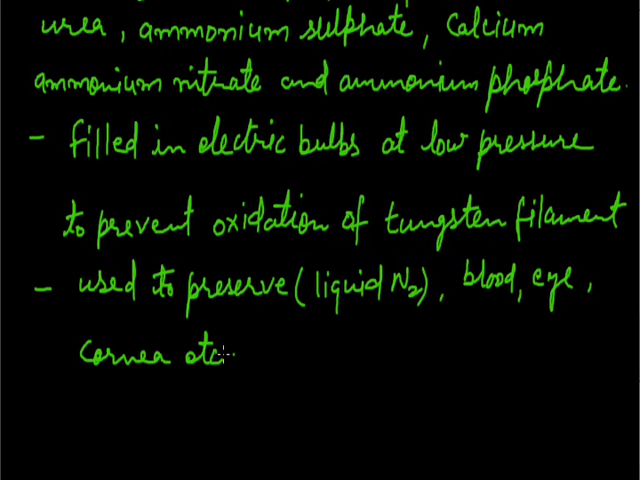 urea, ammonium sulphate, Calcium
ammonium nitrate and ammonium phosphate.
- filled in electric bulbs at low pressure
to prevent oxidation of tungsten filament
- used to preserve (liquid N₂), blood, eye,
Cornea etc.